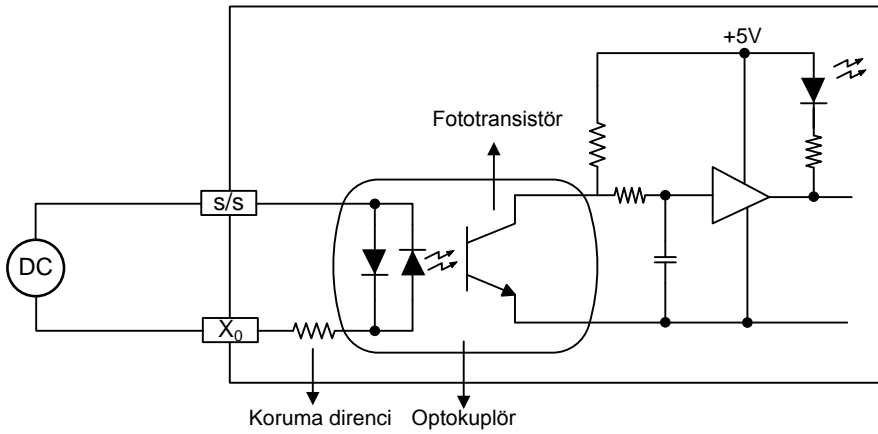 +5V
Fototransistör
s/s
DC
X₀
Koruma direnci
Optokuplör